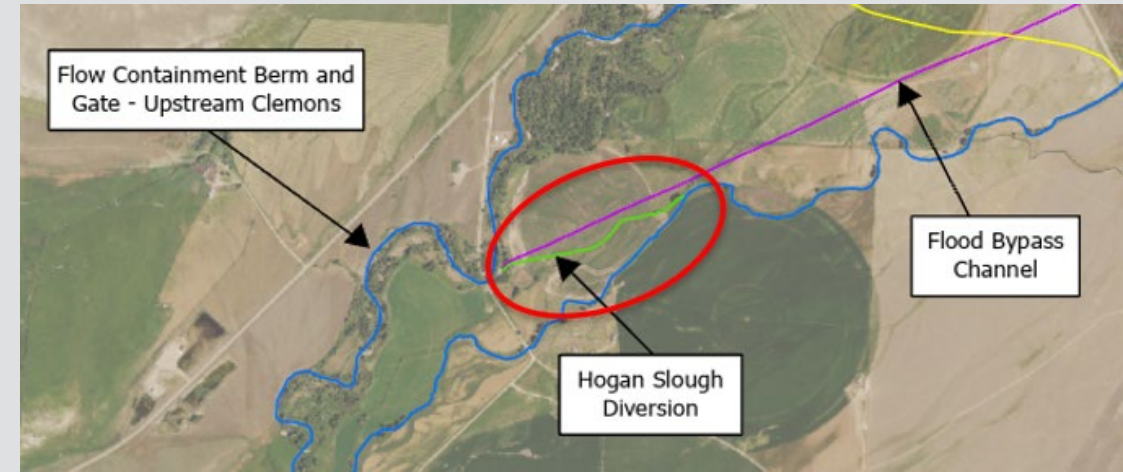 Flow Containment Berm and
Gate - Upstream Clemons
Flood Bypass
Channel
Hogan Slough
Diversion